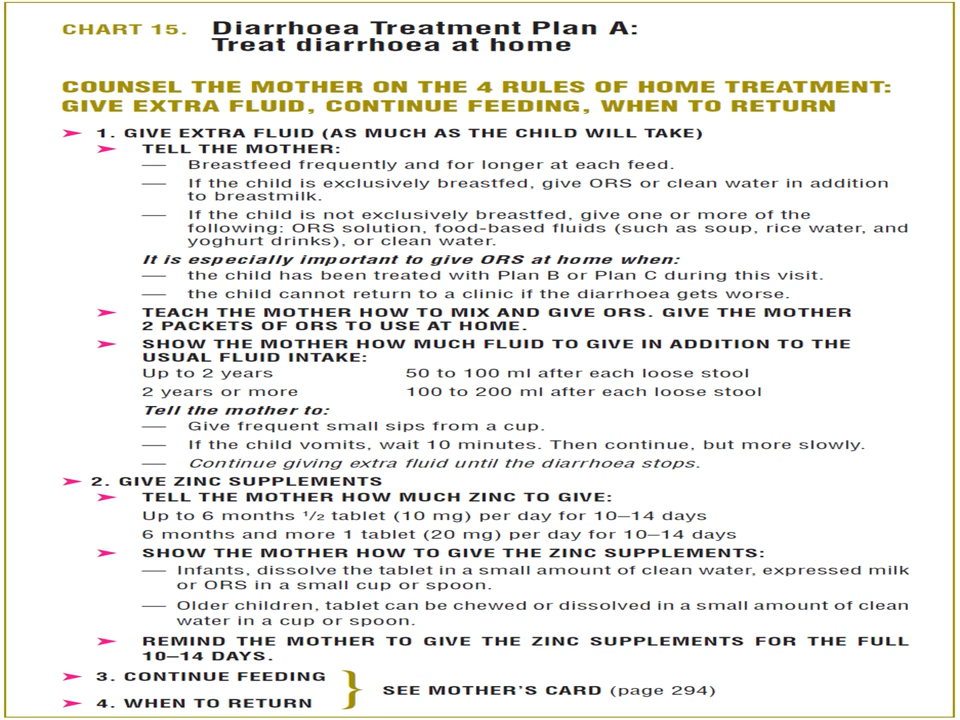 CHART 15. Diarrhoea Treatment Plan A:
Treat diarrhoea at home
COUNSEL THE MOTHER ON THE 4 RULES OF HOME TREATMENT:
GIVE EXTRA FLUID, CONTINUE FEEDING, WHEN TO RETURN
➤ 1. GIVE EXTRA FLUID (AS MUCH AS THE CHILD WILL TAKE)
➤ TELL THE MOTHER:
— Breastfeed frequently and for longer at each feed.
— If the child is exclusively breastfed, give ORS or clean water in addition
to breastmilk.
— If the child is not exclusively breastfed, give one or more of the
following: ORS solution, food-based fluids (such as soup, rice water, and
yoghurt drinks), or clean water.
It is especially important to give ORS at home when:
— the child has been treated with Plan B or Plan C during this visit.
— the child cannot return to a clinic if the diarrhoea gets worse.
➤ TEACH THE MOTHER HOW TO MIX AND GIVE ORS. GIVE THE MOTHER
2 PACKETS OF ORS TO USE AT HOME.
➤ SHOW THE MOTHER HOW MUCH FLUID TO GIVE IN ADDITION TO THE
USUAL FLUID INTAKE:
Up to 2 years 50 to 100 ml after each loose stool
2 years or more 100 to 200 ml after each loose stool
Tell the mother to:
— Give frequent small sips from a cup.
— If the child vomits, wait 10 minutes. Then continue, but more slowly.
— Continue giving extra fluid until the diarrhoea stops.
➤ 2. GIVE ZINC SUPPLEMENTS
➤ TELL THE MOTHER HOW MUCH ZINC TO GIVE:
Up to 6 months 1/2 tablet (10 mg) per day for 10–14 days
6 months and more 1 tablet (20 mg) per day for 10–14 days
➤ SHOW THE MOTHER HOW TO GIVE THE ZINC SUPPLEMENTS:
— Infants, dissolve the tablet in a small amount of clean water, expressed milk
or ORS in a small cup or spoon.
— Older children, tablet can be chewed or dissolved in a small amount of clean
water in a cup or spoon.
➤ REMIND THE MOTHER TO GIVE THE ZINC SUPPLEMENTS FOR THE FULL
10–14 DAYS.
➤ 3. CONTINUE FEEDING
➤ 4. WHEN TO RETURN
} SEE MOTHER'S CARD (page 294)